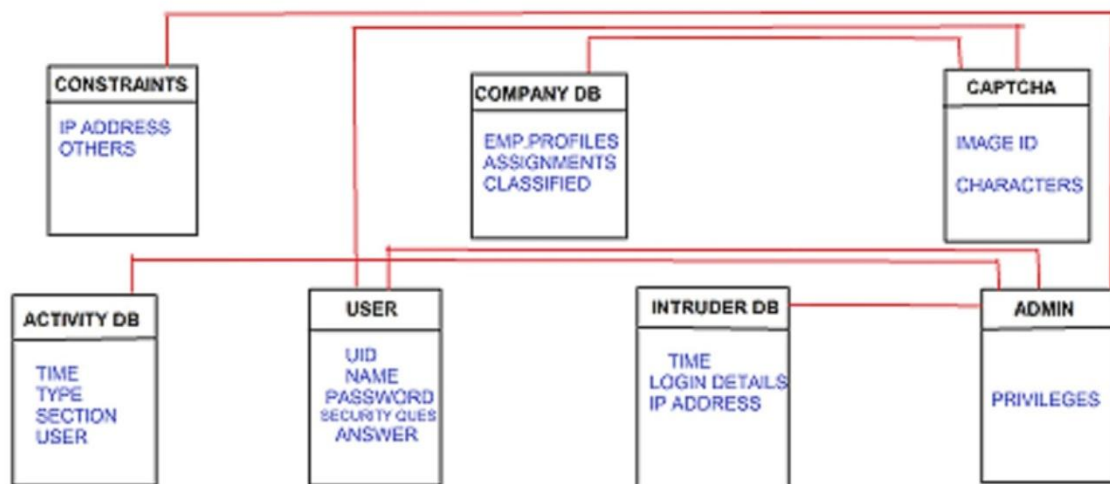 CONSTRAINTS
IP ADDRESS
OTHERS
COMPANY DB
EMP.PROFILES
ASSIGNMENTS
CLASSIFIED
CAPTCHA
IMAGE ID
CHARACTERS
ACTIVITY DB
TIME
TYPE
SECTION
USER
USER
UID
NAME
PASSWORD
SECURITY QUES
ANSWER
INTRUDER DB
TIME
LOGIN DETAILS
IP ADDRESS
ADMIN
PRIVILEGES